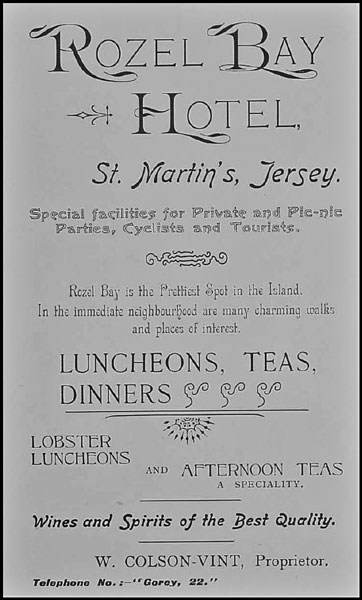 ROZEL BAY
HOTEL,
St. Martin's, Jersey.
Special facilities for Private and Pic-nic
Parties, Cyclists and Tourists.
Rozel Bay is the Prettiest Spot in the Island.
In the immediate neighbourhood are many charming walks
and places of interest.
LUNCHEONS, TEAS,
DINNERS
LOBSTER
LUNCHEONS
AND AFTERNOON TEAS
A SPECIALITY.
Wines and Spirits of the Best Quality.
W. COLSON-VINT, Proprietor.
Telephone No.:-"Gorey, 22."